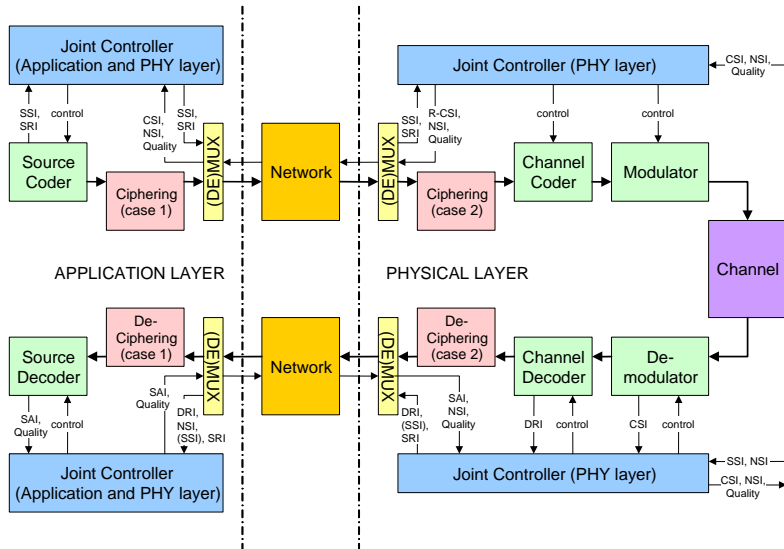 Joint Controller
(Application and PHY layer)
Joint Controller (PHY layer)
CSI, NSI,
Quality
SSI,
SRI
control
CSI,
NSI,
Quality
SSI,
SRI
SSI,
SRI
R-CSI,
NSI,
Quality
control
control
Source
Coder
Ciphering
(case 1)
(DE)MUX
Network
(DE)MUX
Ciphering
(case 2)
Channel
Coder
Modulator
Channel
APPLICATION LAYER
PHYSICAL LAYER
Source
Decoder
De-
Ciphering
(case 1)
(DE)MUX
Network
(DE)MUX
De-
Ciphering
(case 2)
Channel
Decoder
De-
modulator
SAI,
Quality
control
SAI,
Quality
DRI,
NSI,
(SSI), SRI
DRI,
(SSI),
SRI
SAI,
NSI,
Quality
DRI
control
CSI
control
Joint Controller
(Application and PHY layer)
Joint Controller (PHY layer)
SSI, NSI
CSI, NSI,
Quality